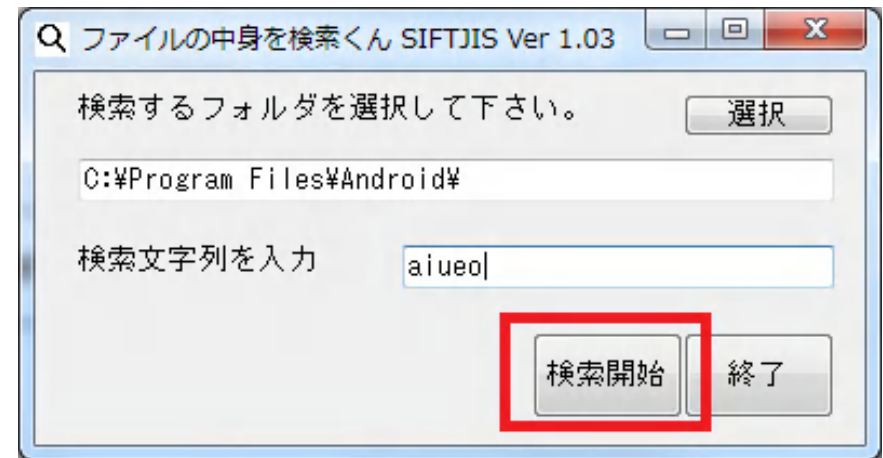 ファイルの中身を検索くん SIFTJIS Ver 1.03
検索するフォルダを選択して下さい。 選択
C:¥Program Files¥Android¥
検索文字列を入力 aiueo
検索開始 終了